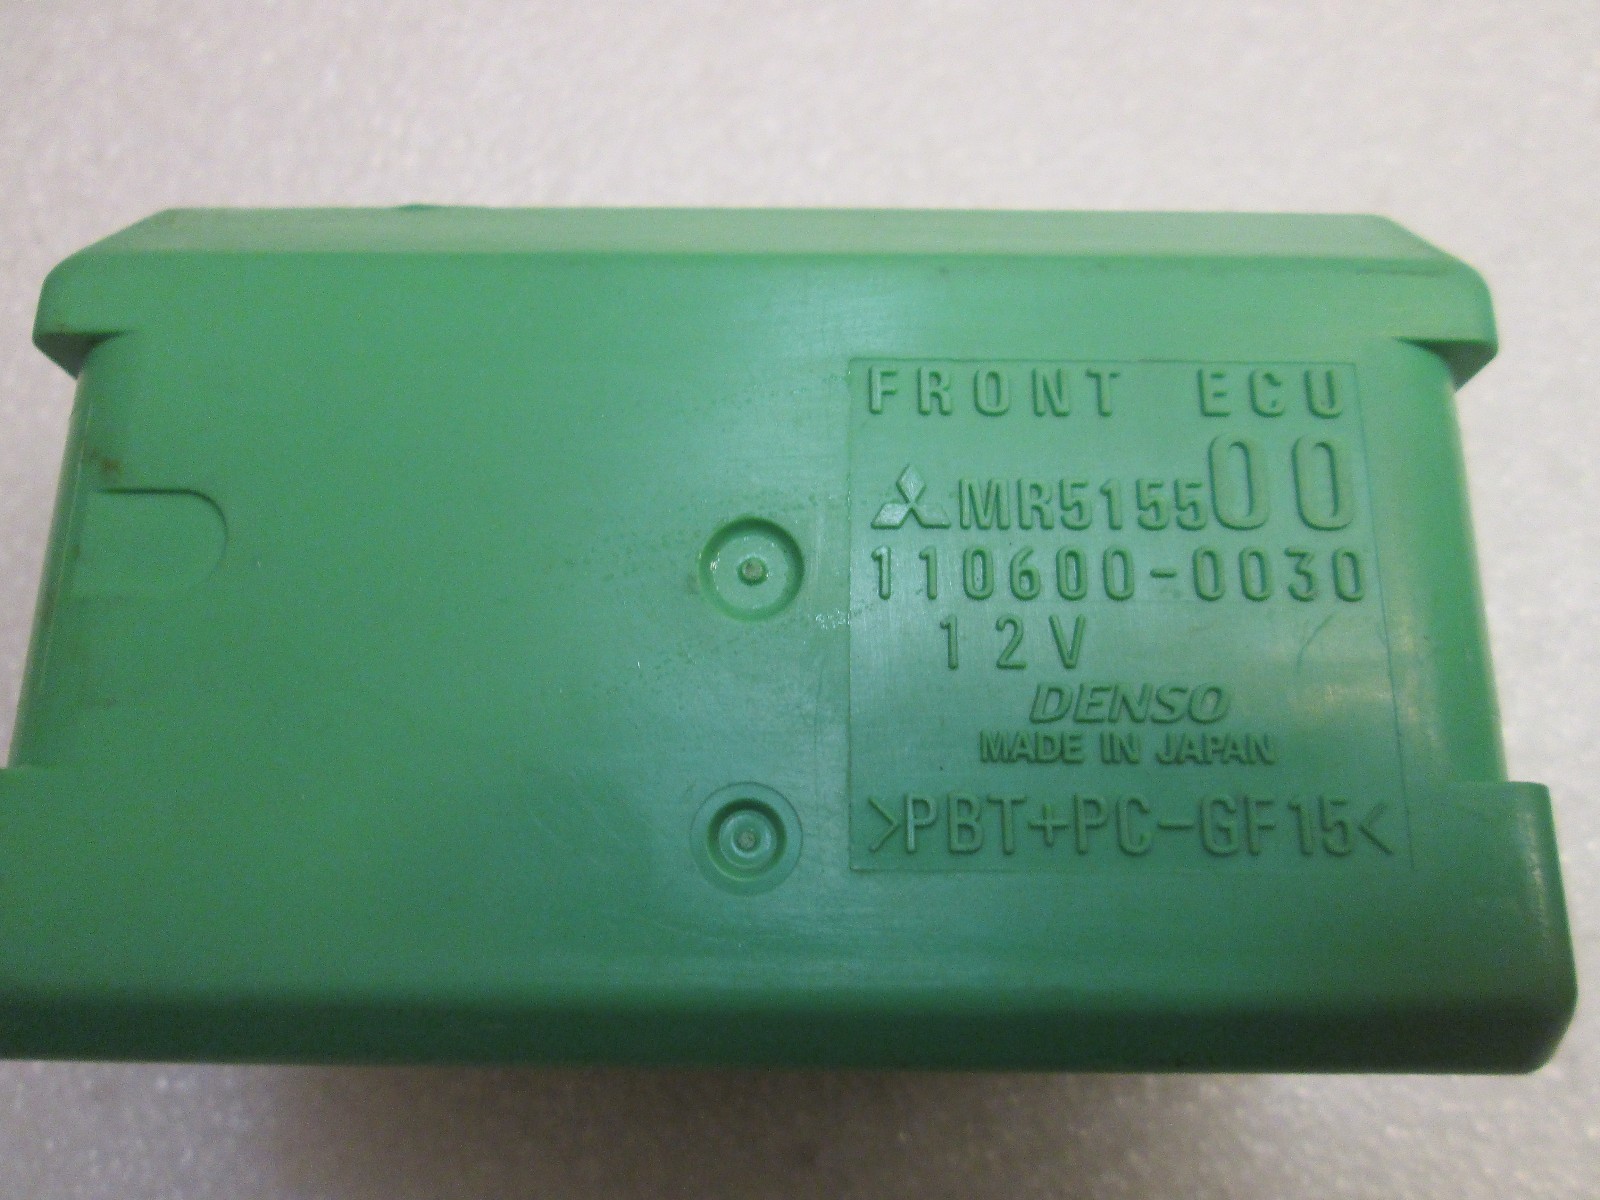 FRONT ECU
MR515500
110600-0030
12V
DENSO
MADE IN JAPAN
>PBT+PC-GF15<